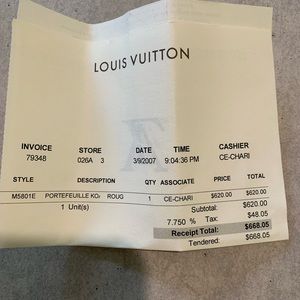 LOUIS VUITTON
INVOICE STORE DATE TIME CASHIER
79348 026A 3 3/9/2007 9:04:36 PM CE-CHARI
STYLE DESCRIPTION QTY ASSOCIATE PRICE TOTAL
M5801E PORTEFEUILLE KO ROUG 1 CE-CHARI $620.00 $620.00
1 Unit(s) Subtotal: $620.00
7.750 % Tax: $48.05
Receipt Total: $668.05
Tendered: $668.05